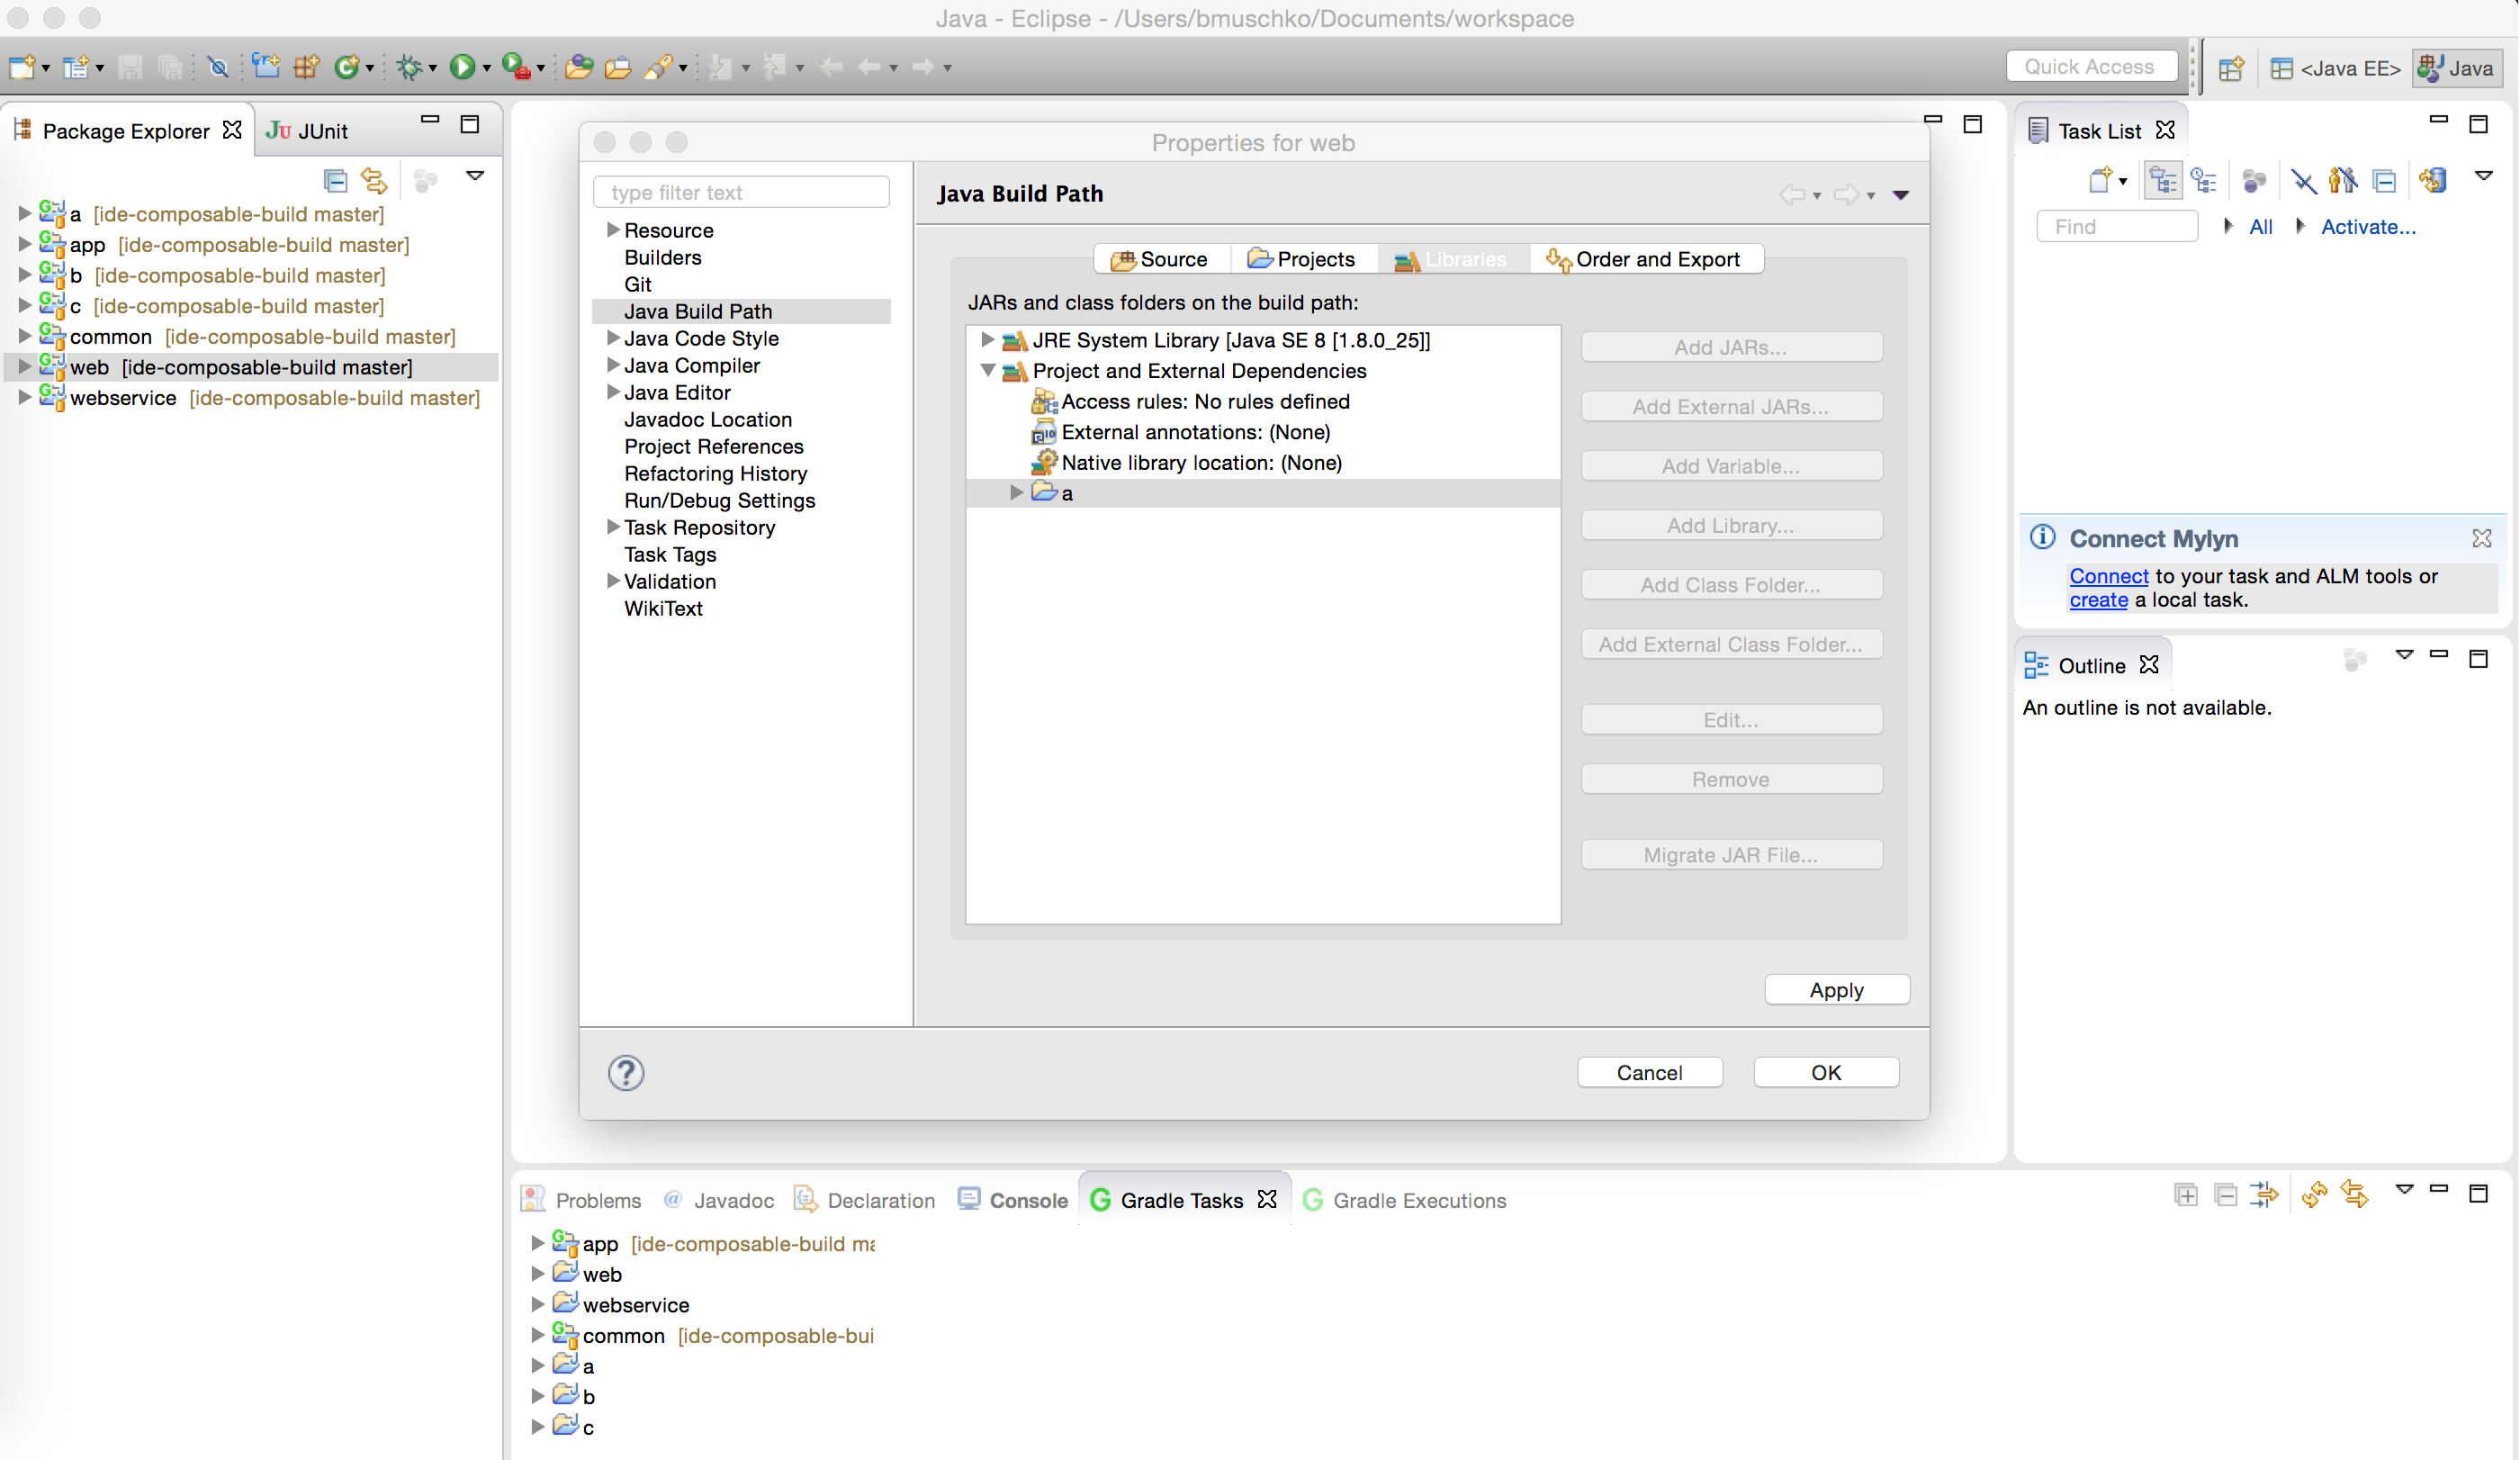 Java - Eclipse - /Users/bmuschko/Documents/workspace
Quick Access
<Java EE>
Java
Package Explorer
JUnit
a [ide-composable-build master]
app [ide-composable-build master]
b [ide-composable-build master]
c [ide-composable-build master]
common [ide-composable-build master]
web [ide-composable-build master]
webservice [ide-composable-build master]
Properties for web
type filter text
Resource
Builders
Git
Java Build Path
Java Code Style
Java Compiler
Java Editor
Javadoc Location
Project References
Refactoring History
Run/Debug Settings
Task Repository
Task Tags
Validation
WikiText
Java Build Path
Source
Projects
Libraries
Order and Export
JARs and class folders on the build path:
JRE System Library [Java SE 8 [1.8.0_25]]
Project and External Dependencies
Access rules: No rules defined
External annotations: (None)
Native library location: (None)
a
Add JARs...
Add External JARs...
Add Variable...
Add Library...
Add Class Folder...
Add External Class Folder...
Edit...
Remove
Migrate JAR File...
Apply
Cancel
OK
Task List
Find
All
Activate...
Connect Mylyn
Connect to your task and ALM tools or
create a local task.
Outline
An outline is not available.
Problems
Javadoc
Declaration
Console
Gradle Tasks
Gradle Executions
app [ide-composable-build ma
web
webservice
common [ide-composable-bui
a
b
c